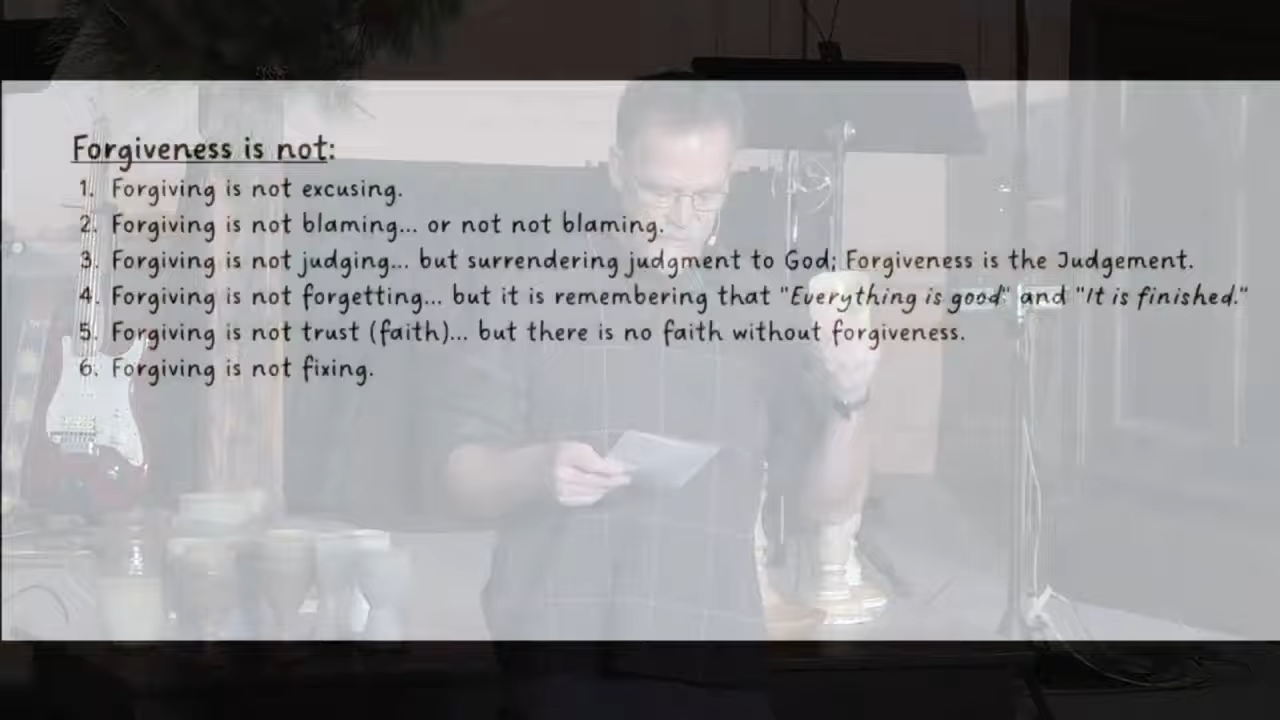 Forgiveness is not:
1. Forgiving is not excusing.
2. Forgiving is not blaming... or not not blaming.
3. Forgiving is not judging... but surrendering judgment to God; Forgiveness is the Judgement.
4. Forgiving is not forgetting... but it is remembering that "Everything is good" and "It is finished."
5. Forgiving is not trust (faith)... but there is no faith without forgiveness.
6. Forgiving is not fixing.